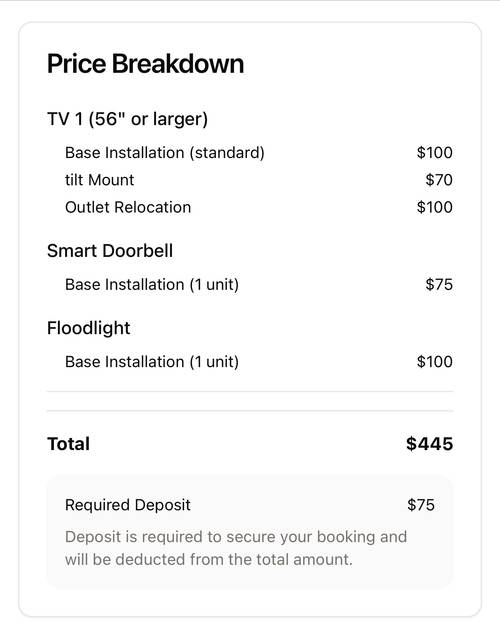 Price Breakdown
TV 1 (56" or larger)
Base Installation (standard) $100
tilt Mount $70
Outlet Relocation $100
Smart Doorbell
Base Installation (1 unit) $75
Floodlight
Base Installation (1 unit) $100
Total $445
Required Deposit $75
Deposit is required to secure your booking and
will be deducted from the total amount.